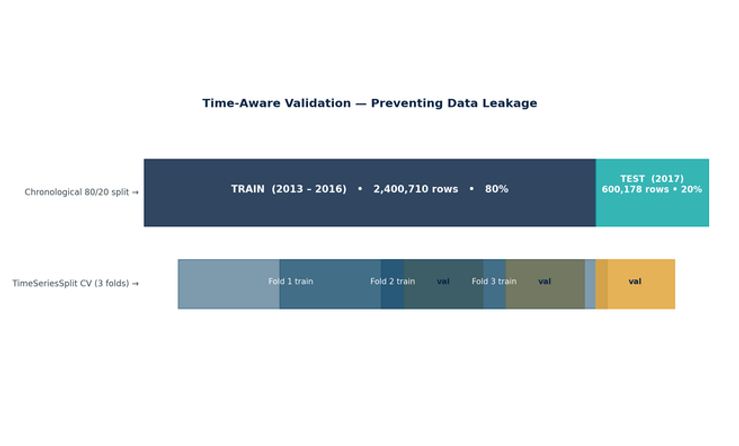 Time-Aware Validation — Preventing Data Leakage
Chronological 80/20 split →
TRAIN (2013 – 2016) • 2,400,710 rows • 80%
TEST (2017)
600,178 rows • 20%
TimeSeriesSplit CV (3 folds) →
Fold 1 train
Fold 2 train
val
Fold 3 train
val
val